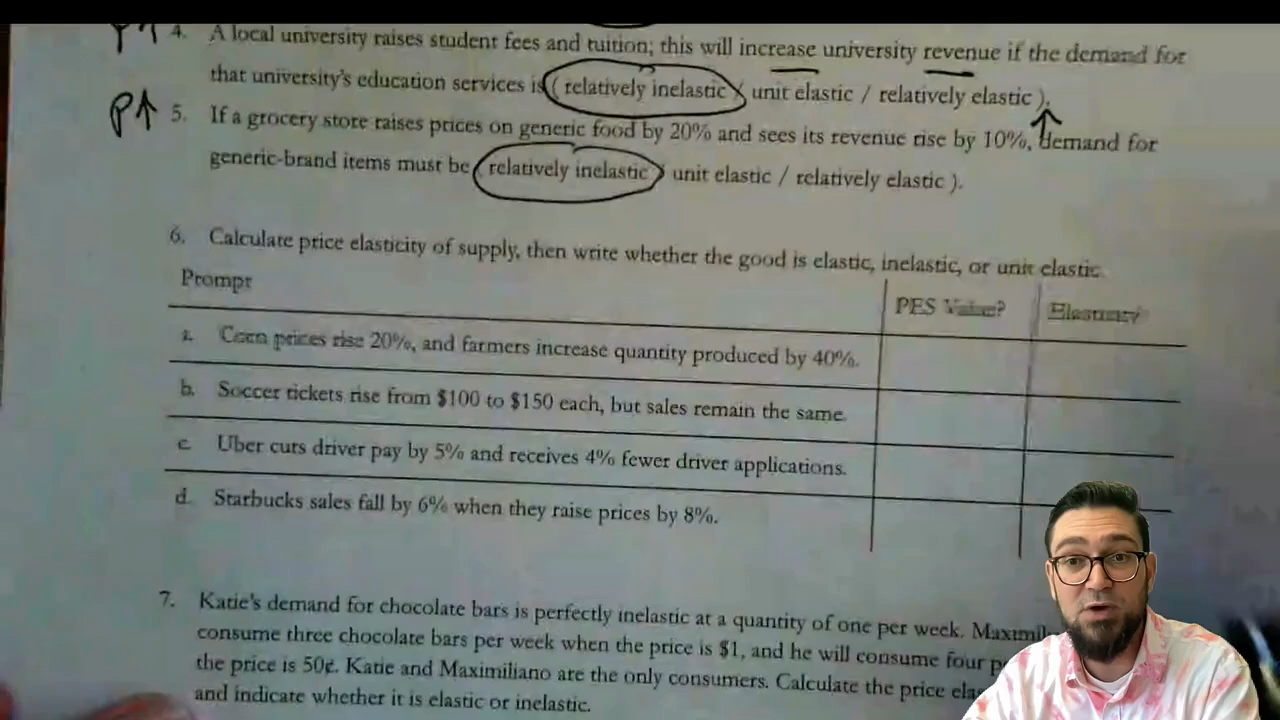 P↑ 4. A local university raises student fees and tuition; this will increase university revenue if the demand for
that university's education services is ( relatively inelastic / unit elastic / relatively elastic ).
P↑ 5. If a grocery store raises prices on generic food by 20% and sees its revenue rise by 10%, demand for
generic-brand items must be ( relatively inelastic / unit elastic / relatively elastic ).
6. Calculate price elasticity of supply, then write whether the good is elastic, inelastic, or unit elastic.
Prompt PES Value? Elasticity?
a. Corn prices rise 20%, and farmers increase quantity produced by 40%.
b. Soccer tickets rise from $100 to $150 each, but sales remain the same.
c. Uber cuts driver pay by 5% and receives 4% fewer driver applications.
d. Starbucks sales fall by 6% when they raise prices by 8%.
7. Katie's demand for chocolate bars is perfectly inelastic at a quantity of one per week.
consume three chocolate bars per week when the price is $1, and he will consume four
the price is 50¢. Katie and Maximiliano are the only consumers. Calculate the price
and indicate whether it is elastic or inelastic.